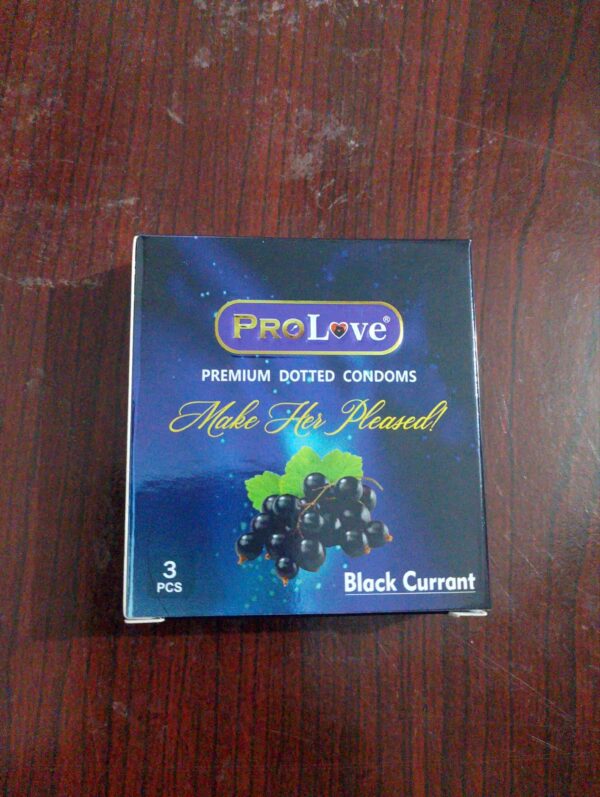 PROLove®
PREMIUM DOTTED CONDOMS
Make Her Pleased!
3
PCS
Black Currant